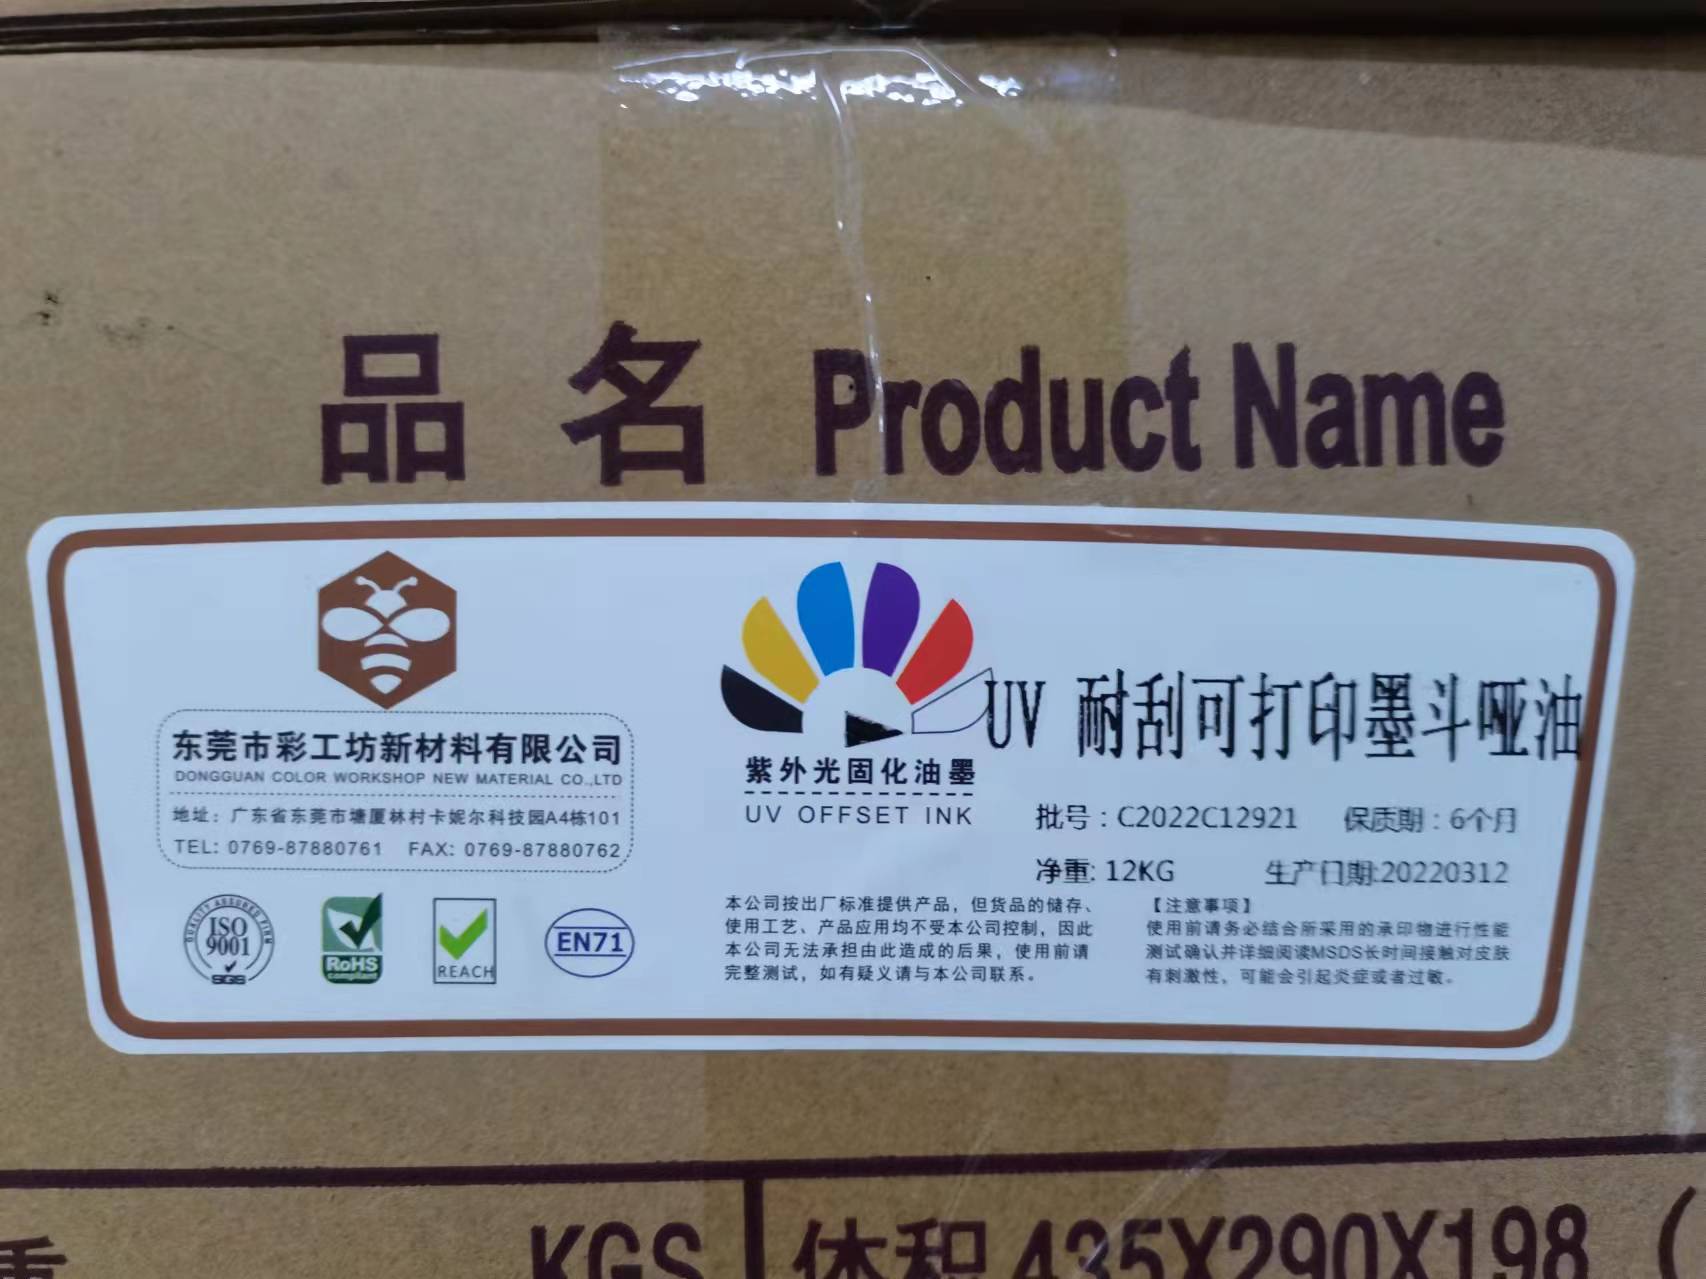 品 名 Product Name
东莞市彩工坊新材料有限公司
DONGGUAN COLOR WORKSHOP NEW MATERIAL CO.,LTD
地址：广东省东莞市塘厦林村卡妮尔科技园A4栋101
TEL: 0769-87880761 FAX: 0769-87880762
QUALITY ASSURED FIRM
ISO
9001
SGS
RoHS
compliant
REACH
EN71
紫外光固化油墨
UV OFFSET INK
UV 耐刮可打印墨斗哑油
批号：C2022C12921 保质期：6个月
净重: 12KG 生产日期:20220312
本公司按出厂标准提供产品，但货品的储存、
使用工艺、产品应用均不受本公司控制，因此
本公司无法承担由此造成的后果，使用前请
完整测试，如有疑义请与本公司联系。
【注意事项】
使用前请务必结合所采用的承印物进行性能
测试确认并详细阅读MSDS长时间接触对皮肤
有刺激性，可能会引起炎症或者过敏。
重 KGS 体积 435X290X198（